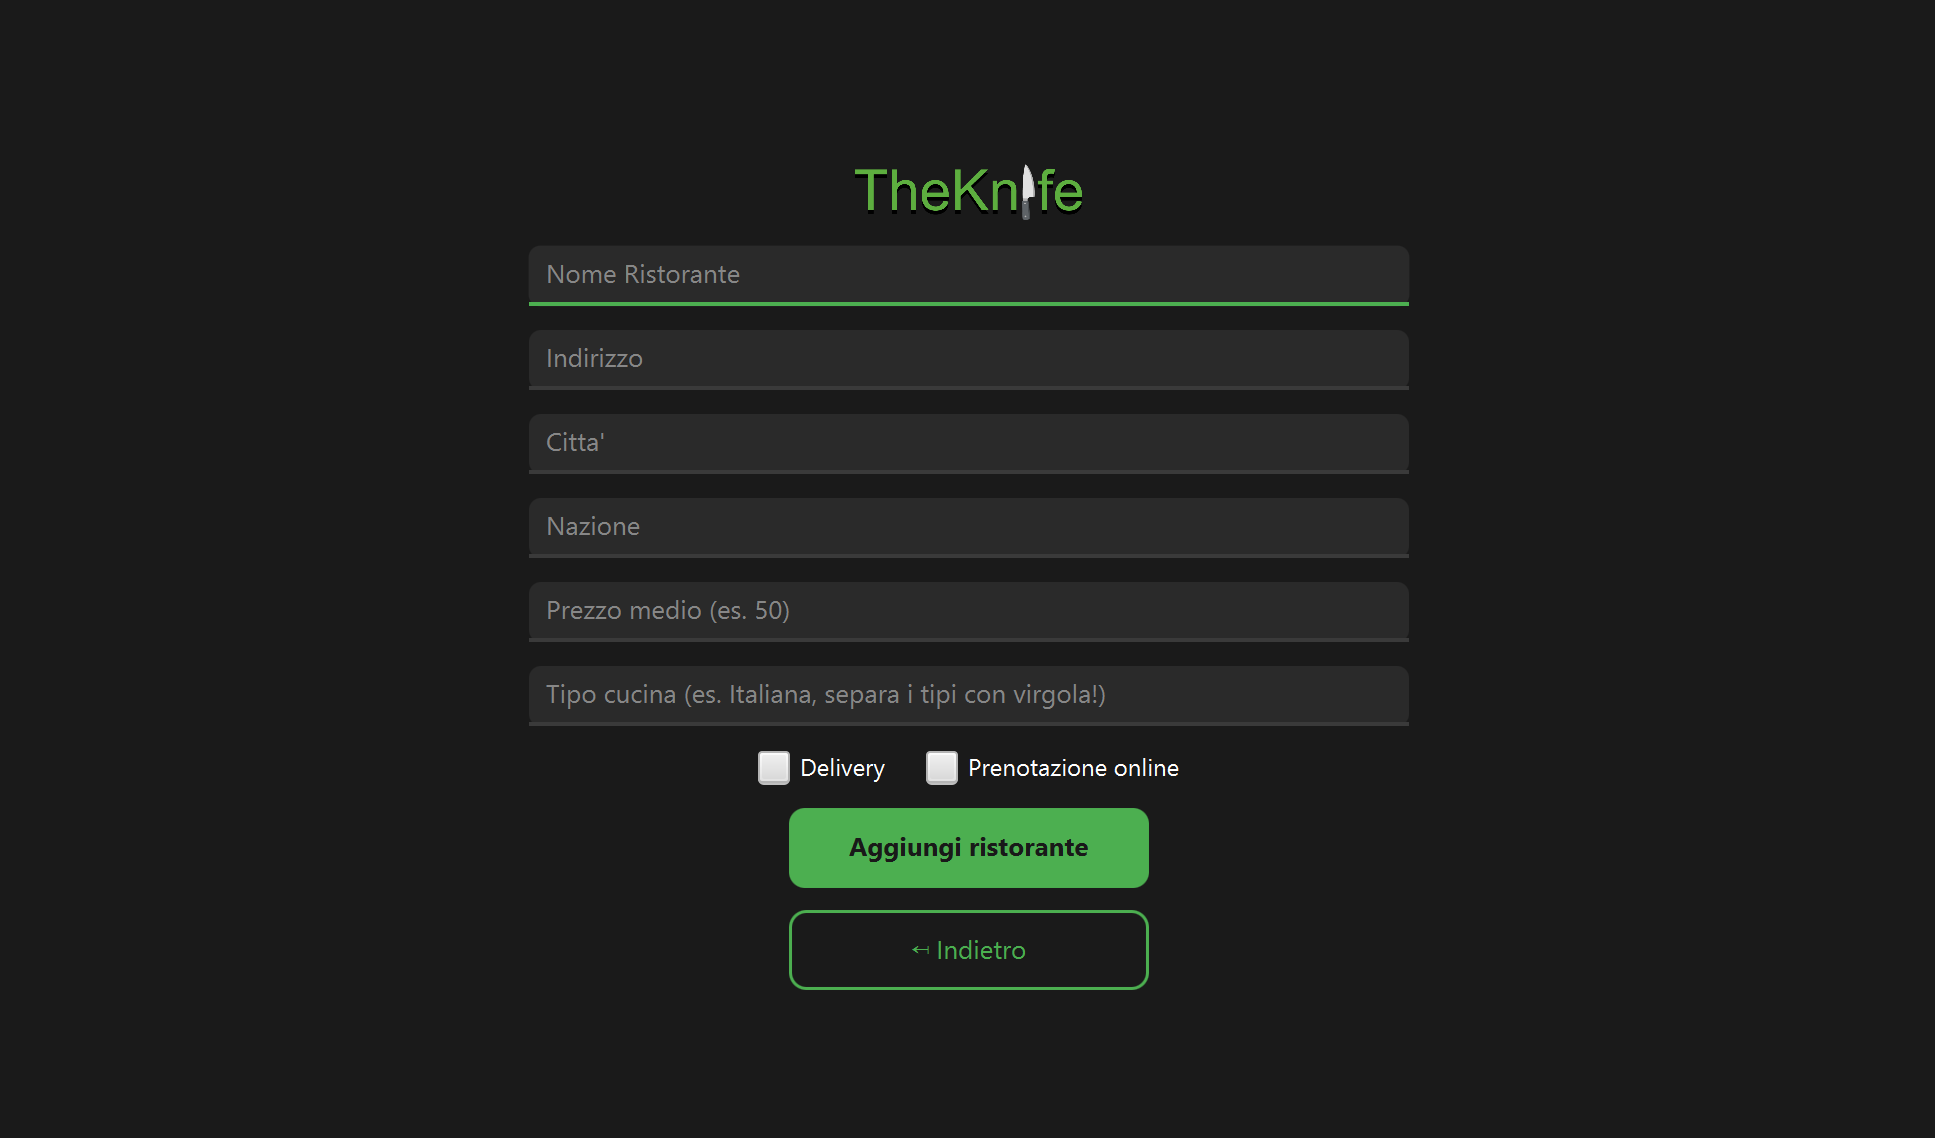 TheKnife
Nome Ristorante
Indirizzo
Citta'
Nazione
Prezzo medio (es. 50)
Tipo cucina (es. Italiana, separa i tipi con virgola!)
Delivery Prenotazione online
Aggiungi ristorante
↤ Indietro